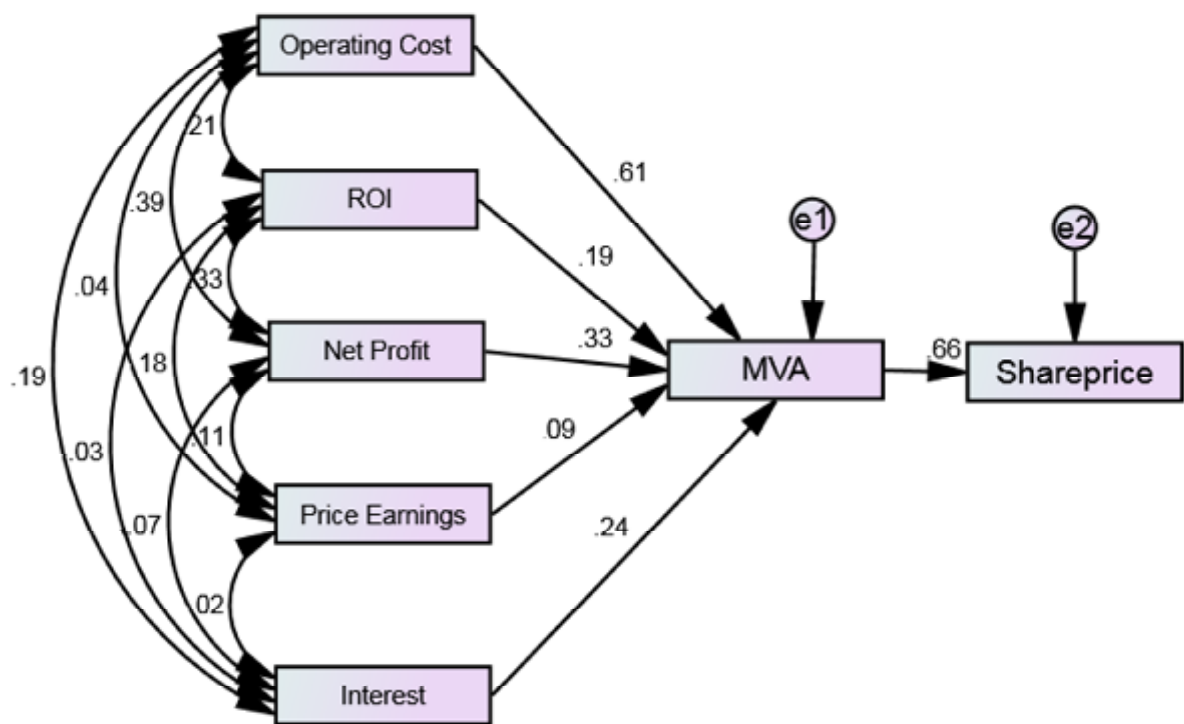 Operating Cost
.21
.61
ROI
.39
e1
e2
.19
.04
.33
Net Profit
.33
MVA
.66
Shareprice
.18
.19
.11
.09
.03
Price Earnings
.07
.24
.02
Interest